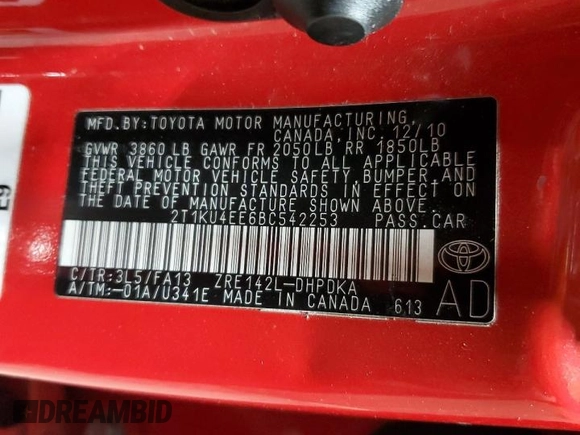 MFD.BY:TOYOTA MOTOR MANUFACTURING,
CANADA,INC. 12/10
GVWR 3860 LB GAWR FR 2050LB RR 1850LB
THIS VEHICLE CONFORMS TO ALL APPLICABLE
FEDERAL MOTOR VEHICLE SAFETY, BUMPER,AND
THEFT PREVENTION STANDARDS IN EFFECT ON
THE DATE OF MANUFACTURE SHOWN ABOVE.
2T1KU4EE6BC542253 PASS.CAR
C/TR:3L5/FA13 ZRE142L-DHPDKA
A/TM:-01A/U341E MADE IN CANADA 613
AD
DREAMBID